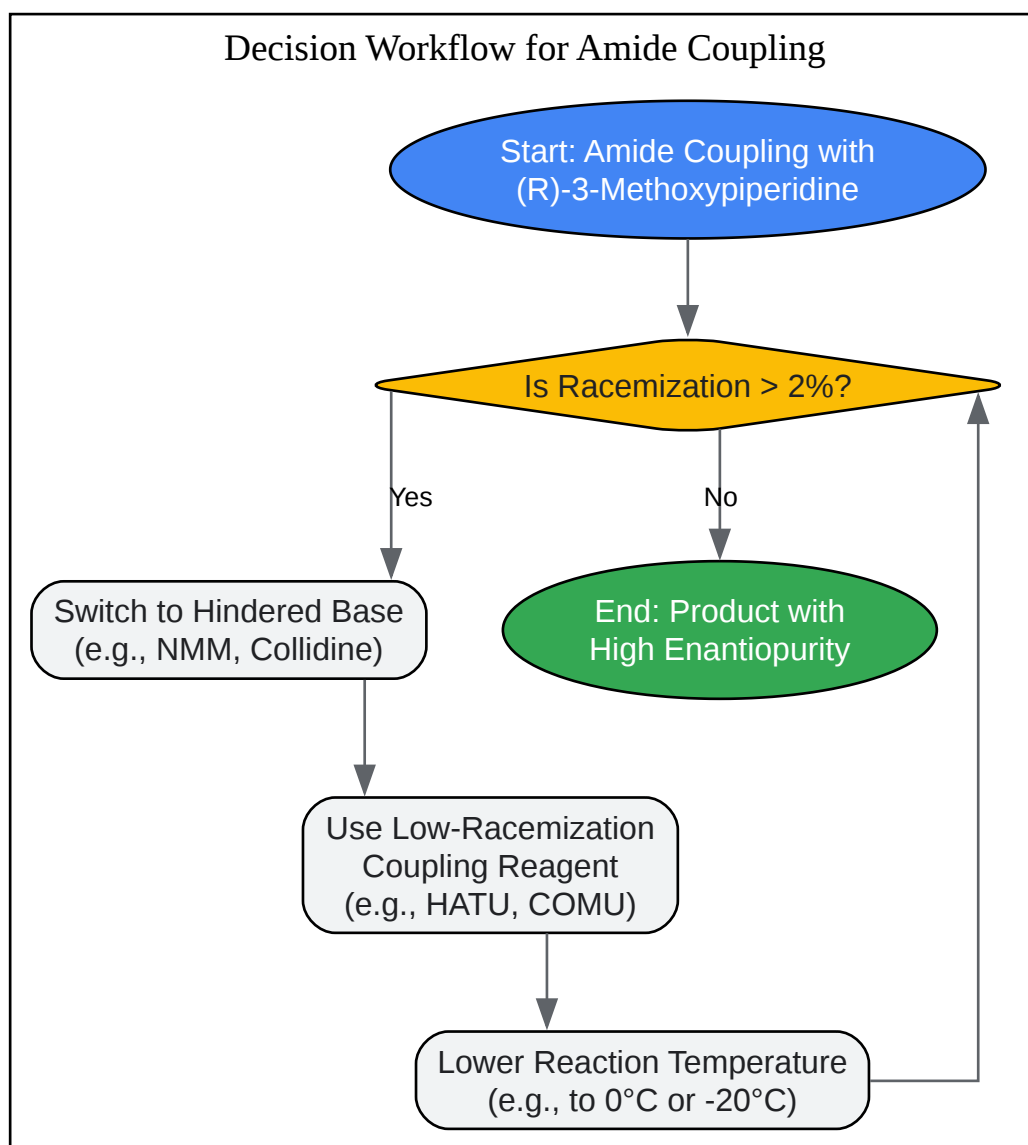 Decision Workflow for Amide Coupling
Start: Amide Coupling with
(R)-3-Methoxypiperidine
Is Racemization > 2%?
Yes
No
Switch to Hindered Base
(e.g., NMM, Collidine)
End: Product with
High Enantiopurity
Use Low-Racemization
Coupling Reagent
(e.g., HATU, COMU)
Lower Reaction Temperature
(e.g., to 0°C or -20°C)